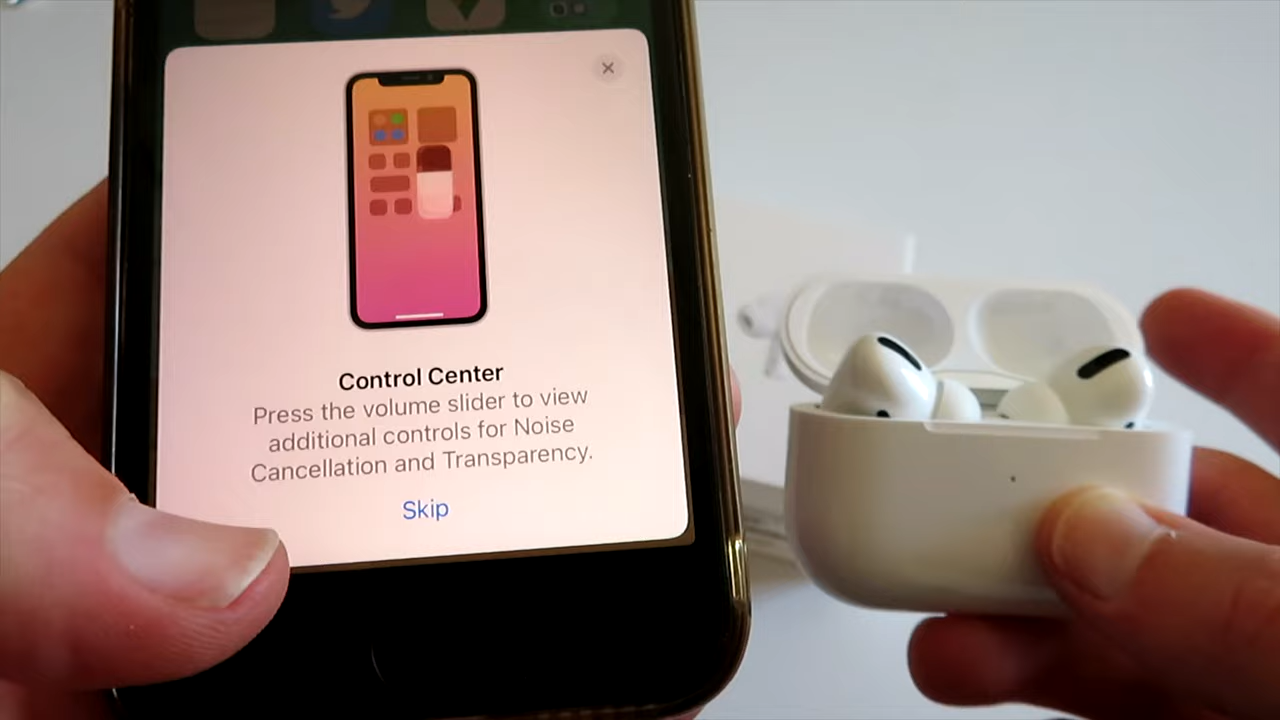 Control Center
Press the volume slider to view
additional controls for Noise
Cancellation and Transparency.
Skip